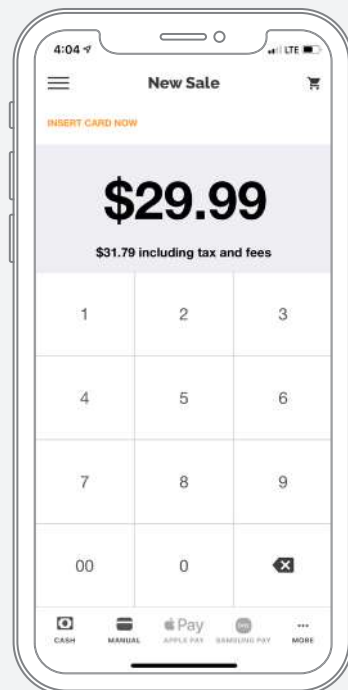 4:04
LTE
New Sale
INSERT CARD NOW
$29.99
$31.79 including tax and fees
1 2 3
4 5 6
7 8 9
00 0
Pay
CASH MANUAL APPLE PAY SAMSUNG PAY MORE